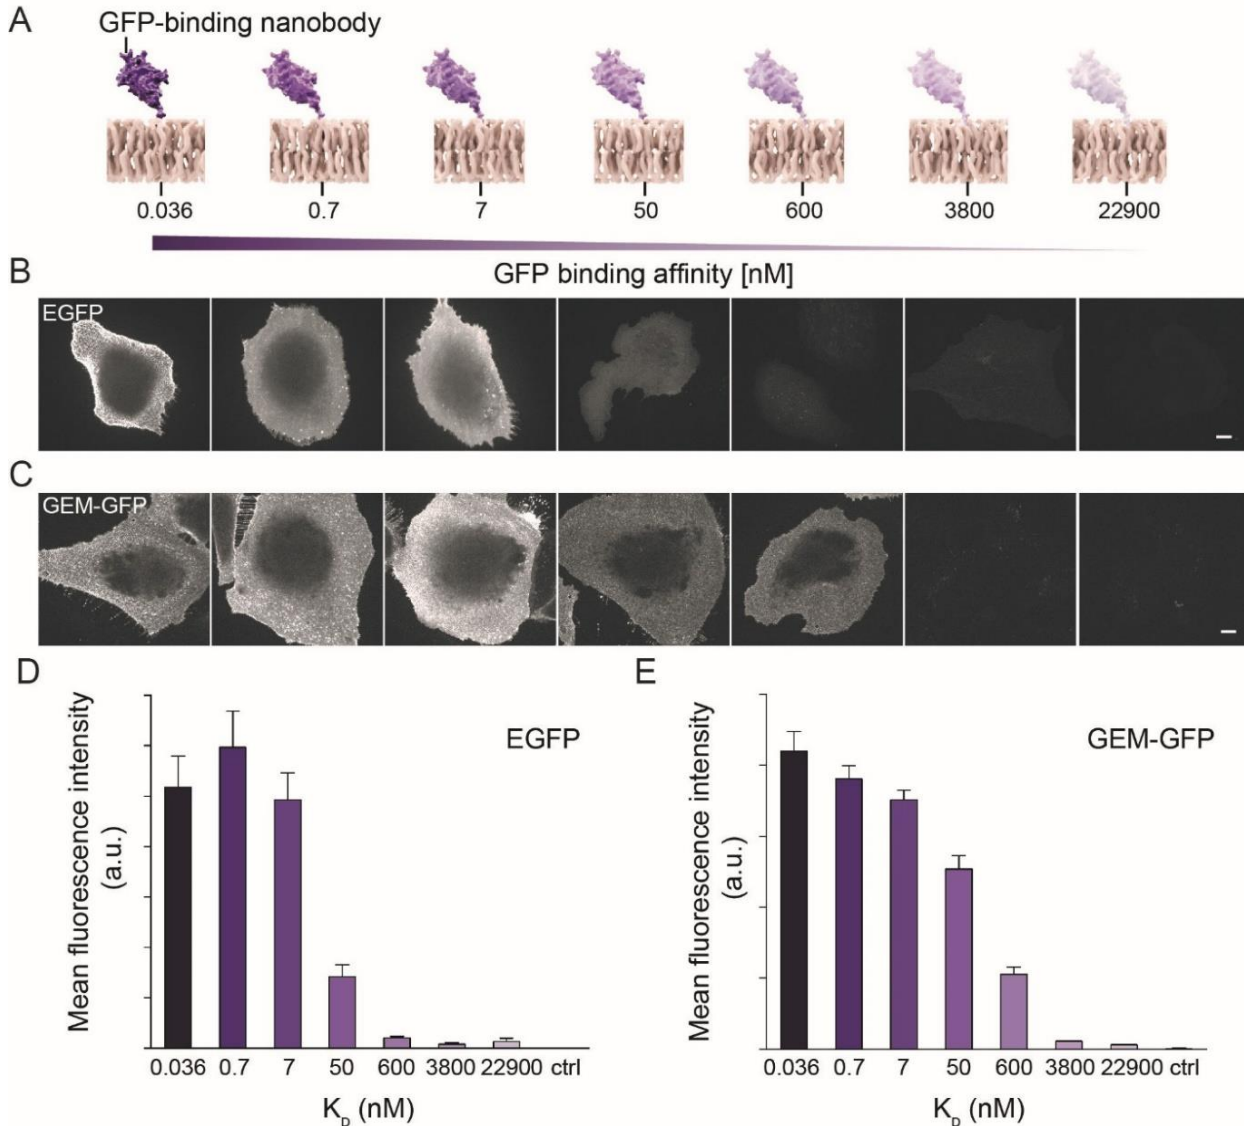 A
GFP-binding nanobody
0.036 0.7 7 50 600 3800 22900
GFP binding affinity [nM]
B
EGFP
C
GEM-GFP
D
Mean fluorescence intensity
(a.u.)
EGFP
0.036 0.7 7 50 600 3800 22900 ctrl
K_D (nM)
E
Mean fluorescence intensity
(a.u.)
GEM-GFP
0.036 0.7 7 50 600 3800 22900 ctrl
K_D (nM)